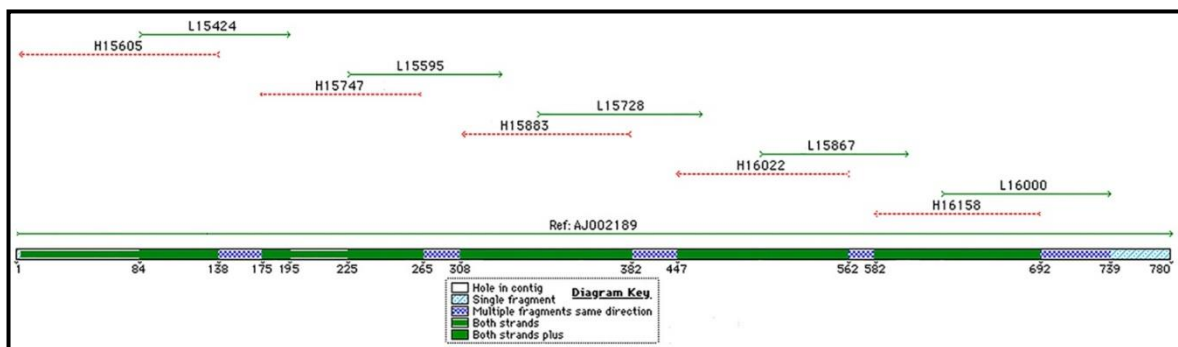 L15424
H15605
L15595
H15747
L15728
H15883
L15867
H16022
L16000
H16158
Ref: AJ002189
1 84 138 175 195 225 265 308 382 447 562 582 692 739 780
Diagram Key
Hole in contig
Single fragment
Multiple fragments same direction
Both strands
Both strands plus